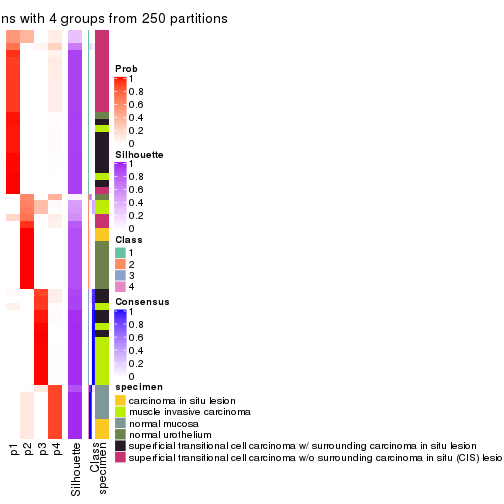 ns with 4 groups from 250 partitions
Prob
1
0.8
0.6
0.4
0.2
0
Silhouette
1
0.8
0.6
0.4
0.2
0
Class
1
2
3
4
Consensus
1
0.8
0.6
0.4
0.2
0
specimen
carcinoma in situ lesion
muscle invasive carcinoma
normal mucosa
normal urothelium
superficial transitional cell carcinoma w/ surrounding carcinoma in situ lesion
superficial transitional cell carcinoma w/o surrounding carcinoma in situ (CIS) lesio
p1
p2
p3
p4
Silhouette
Class
specimen